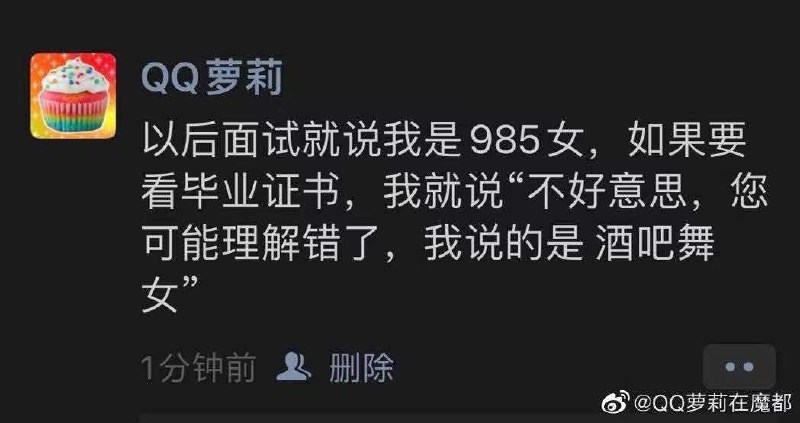 QQ萝莉
以后面试就说我是985女，如果要
看毕业证书，我就说“不好意思，您
可能理解错了，我说的是 酒吧舞
女”
1分钟前 删除
@QQ萝莉在魔都